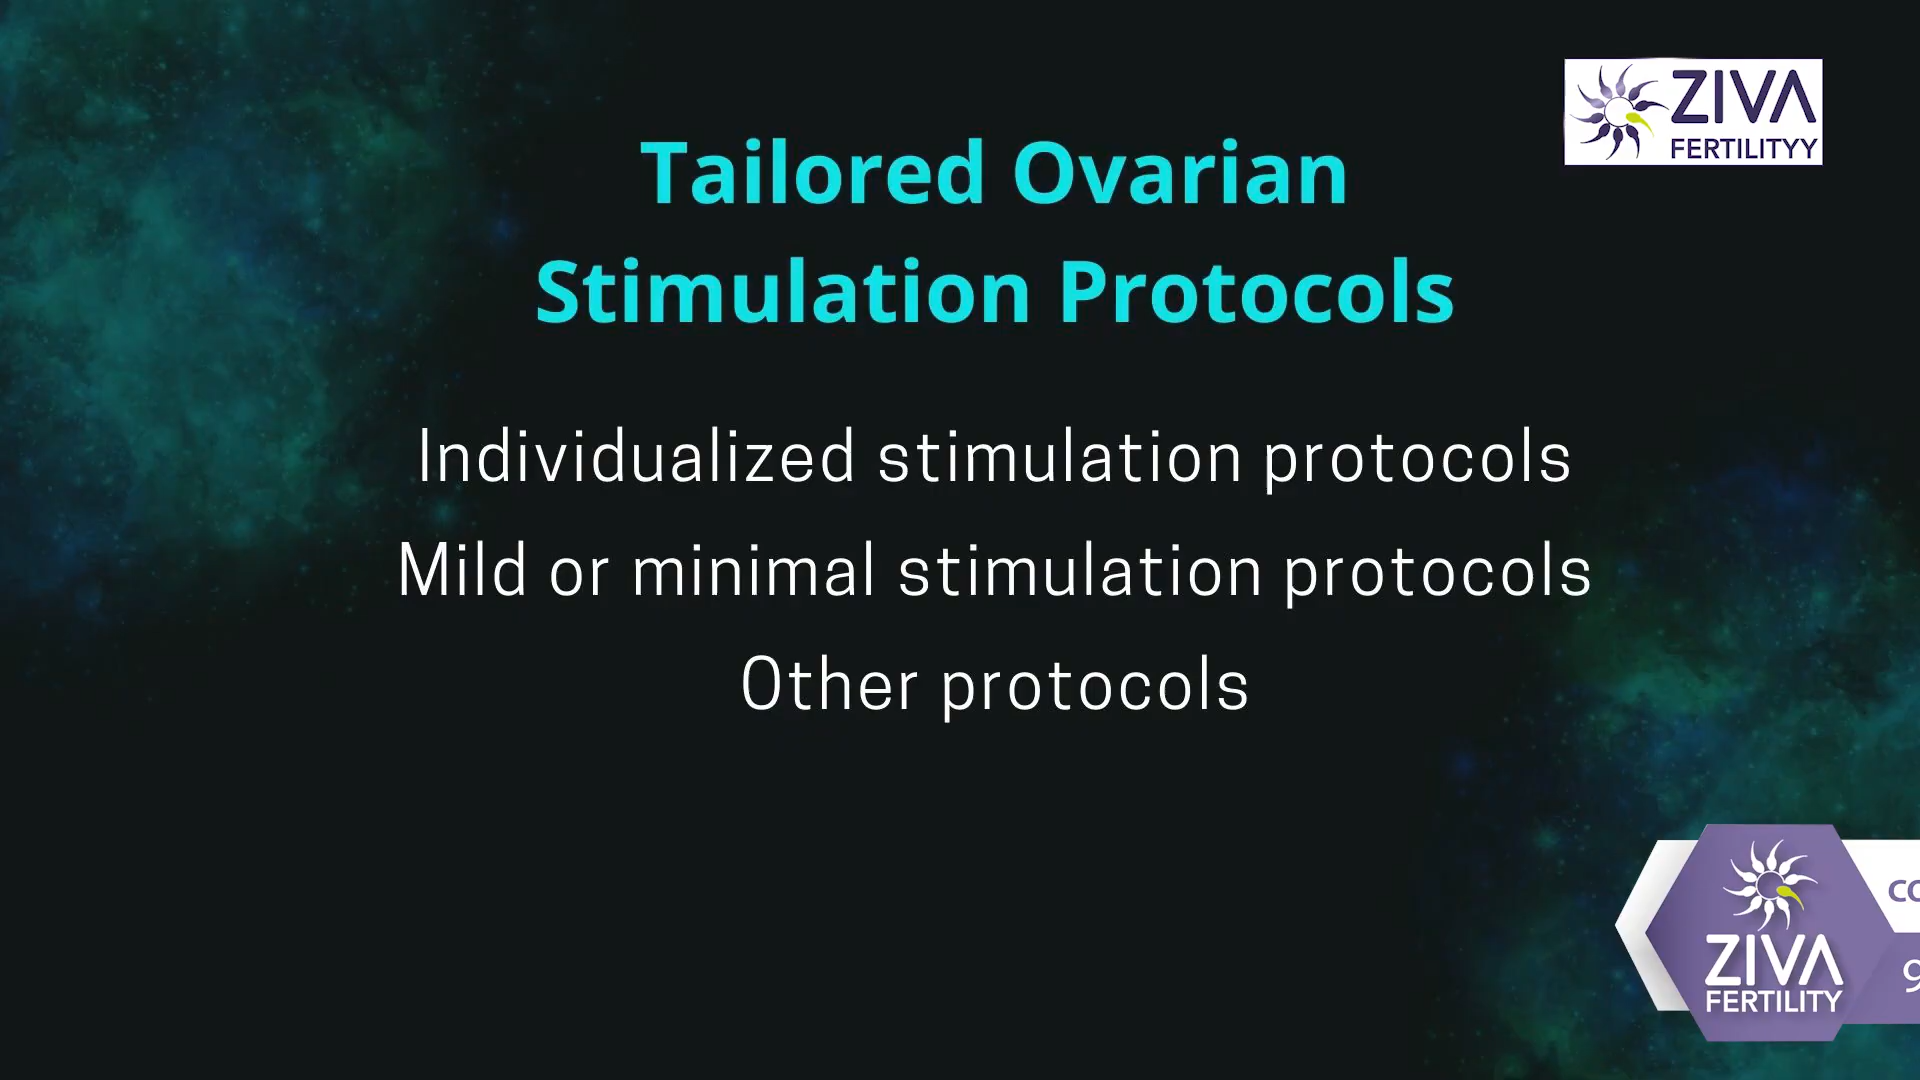 ZIVA
FERTILITYY
Tailored Ovarian
Stimulation Protocols
Individualized stimulation protocols
Mild or minimal stimulation protocols
Other protocols
ZIVA
FERTILITY